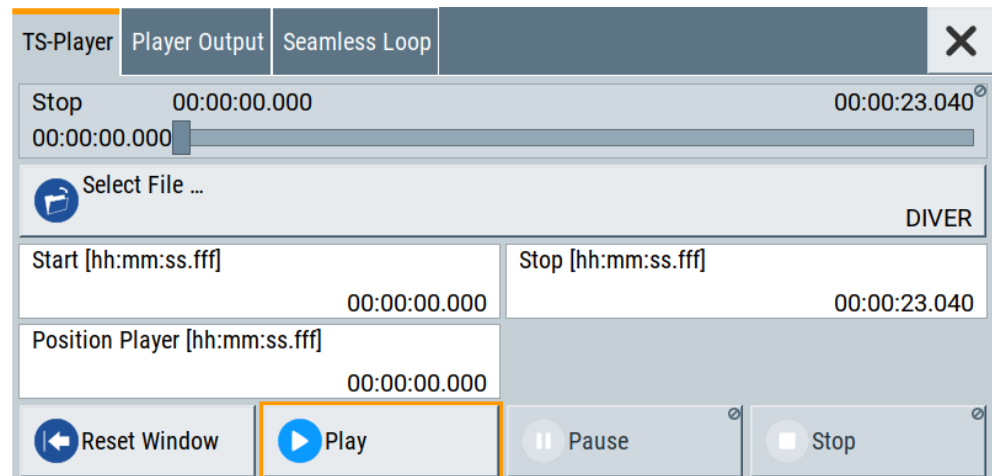 TS-Player Player Output Seamless Loop
Stop 00:00:00.000 00:00:23.040
00:00:00.000
Select File ...
DIVER
Start [hh:mm:ss.fff] Stop [hh:mm:ss.fff]
00:00:00.000 00:00:23.040
Position Player [hh:mm:ss.fff]
00:00:00.000
Reset Window Play Pause Stop